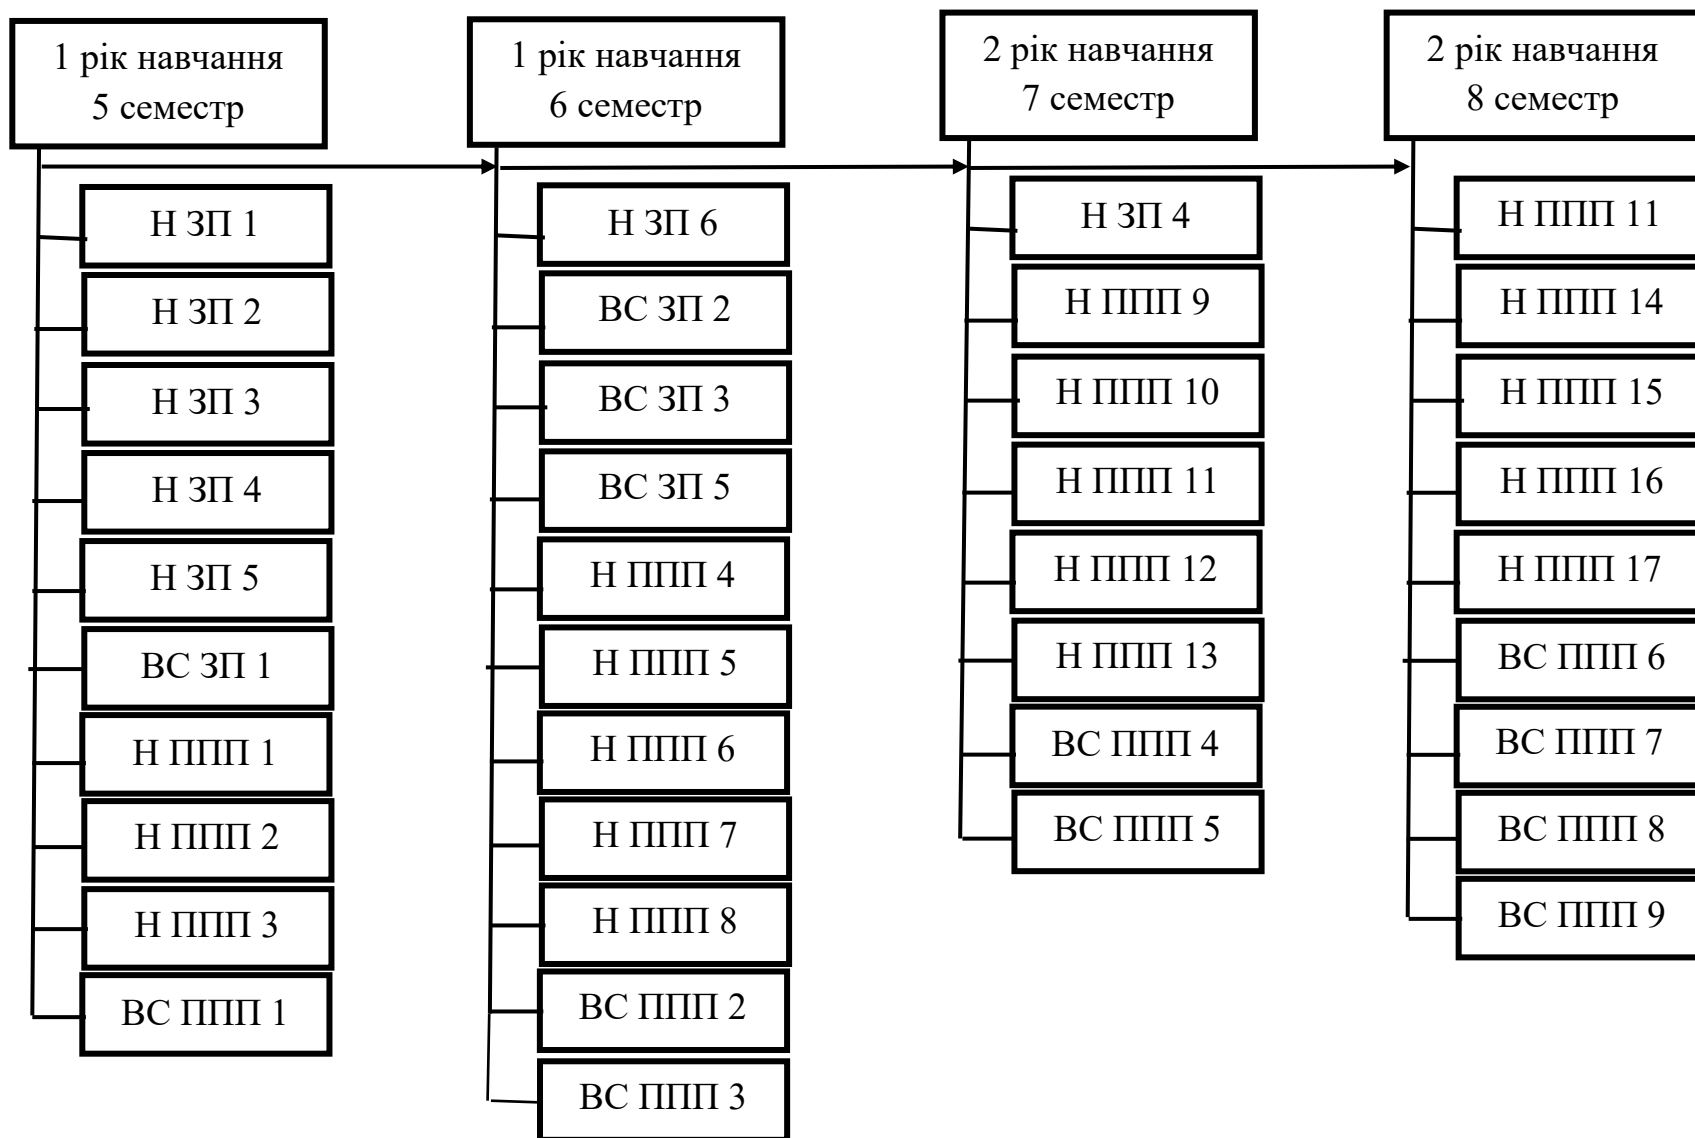 1 рік навчання
5 семестр
Н ЗП 1
Н ЗП 2
Н ЗП 3
Н ЗП 4
Н ЗП 5
ВС ЗП 1
Н ППП 1
Н ППП 2
Н ППП 3
ВС ППП 1
1 рік навчання
6 семестр
Н ЗП 6
ВС ЗП 2
ВС ЗП 3
ВС ЗП 5
Н ППП 4
Н ППП 5
Н ППП 6
Н ППП 7
Н ППП 8
ВС ППП 2
ВС ППП 3
2 рік навчання
7 семестр
Н ЗП 4
Н ППП 9
Н ППП 10
Н ППП 11
Н ППП 12
Н ППП 13
ВС ППП 4
ВС ППП 5
2 рік навчання
8 семестр
Н ППП 11
Н ППП 14
Н ППП 15
Н ППП 16
Н ППП 17
ВС ППП 6
ВС ППП 7
ВС ППП 8
ВС ППП 9